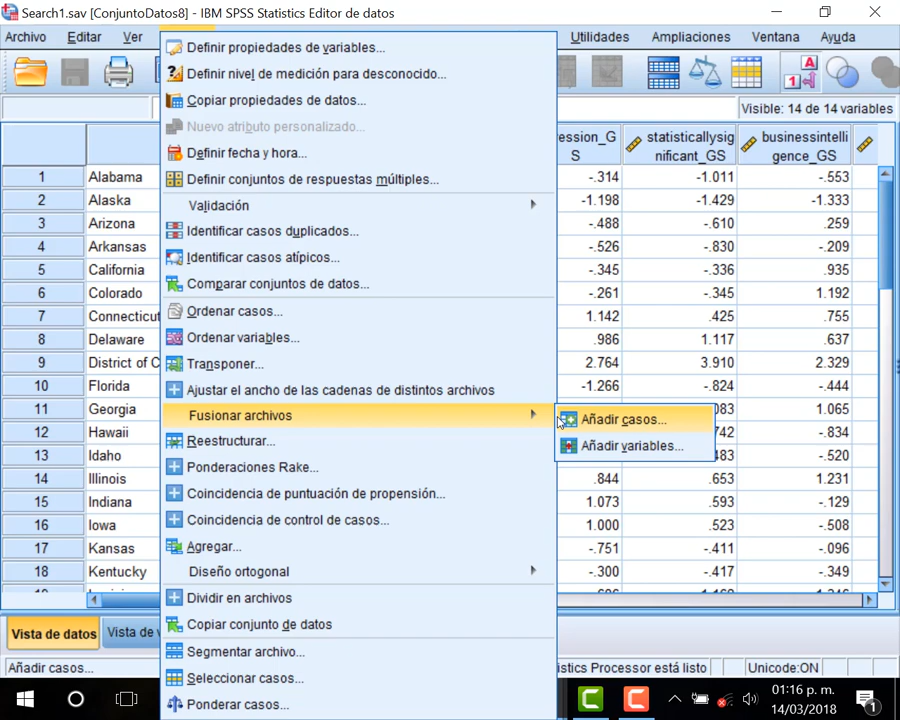 Search1.sav [ConjuntoDatos8] - IBM SPSS Statistics Editor de datos
Archivo Editar Ver Utilidades Ampliaciones Ventana Ayuda
Visible: 14 de 14 variables
Definir propiedades de variables...
Definir nivel de medición para desconocido...
Copiar propiedades de datos...
Nuevo atributo personalizado...
Definir fecha y hora...
Definir conjuntos de respuestas múltiples...
Validación
Identificar casos duplicados...
Identificar casos atípicos...
Comparar conjuntos de datos...
Ordenar casos...
Ordenar variables...
Transponer...
Ajustar el ancho de las cadenas de distintos archivos
Fusionar archivos
Reestructurar...
Ponderaciones Rake...
Coincidencia de puntuación de propensión...
Coincidencia de control de casos...
Agregar...
Diseño ortogonal
Dividir en archivos
Copiar conjunto de datos
Segmentar archivo...
Seleccionar casos...
Ponderar casos...
Añadir casos...
Añadir variables...
ession_G statisticallysig businessintelli
S nificant_GS gence_GS
1 Alabama -.314 -1.011 -.553
2 Alaska -1.198 -1.429 -1.333
3 Arizona -.488 -.610 .259
4 Arkansas -.526 -.830 -.209
5 California -.345 -.336 .935
6 Colorado -.261 -.345 1.192
7 Connecticut 1.142 .425 .755
8 Delaware .986 1.117 .637
9 District of C 2.764 3.910 2.329
10 Florida -1.266 -.824 -.444
11 Georgia 083 1.065
12 Hawaii 742 -.834
13 Idaho 483 -.520
14 Illinois .844 .653 1.231
15 Indiana 1.073 .593 -.129
16 Iowa 1.000 .523 -.508
17 Kansas -.751 -.411 -.096
18 Kentucky -.300 -.417 -.349
Vista de datos Vista de v
Añadir casos... tistics Processor está listo Unicode:ON
01:16 p. m.
14/03/2018
1